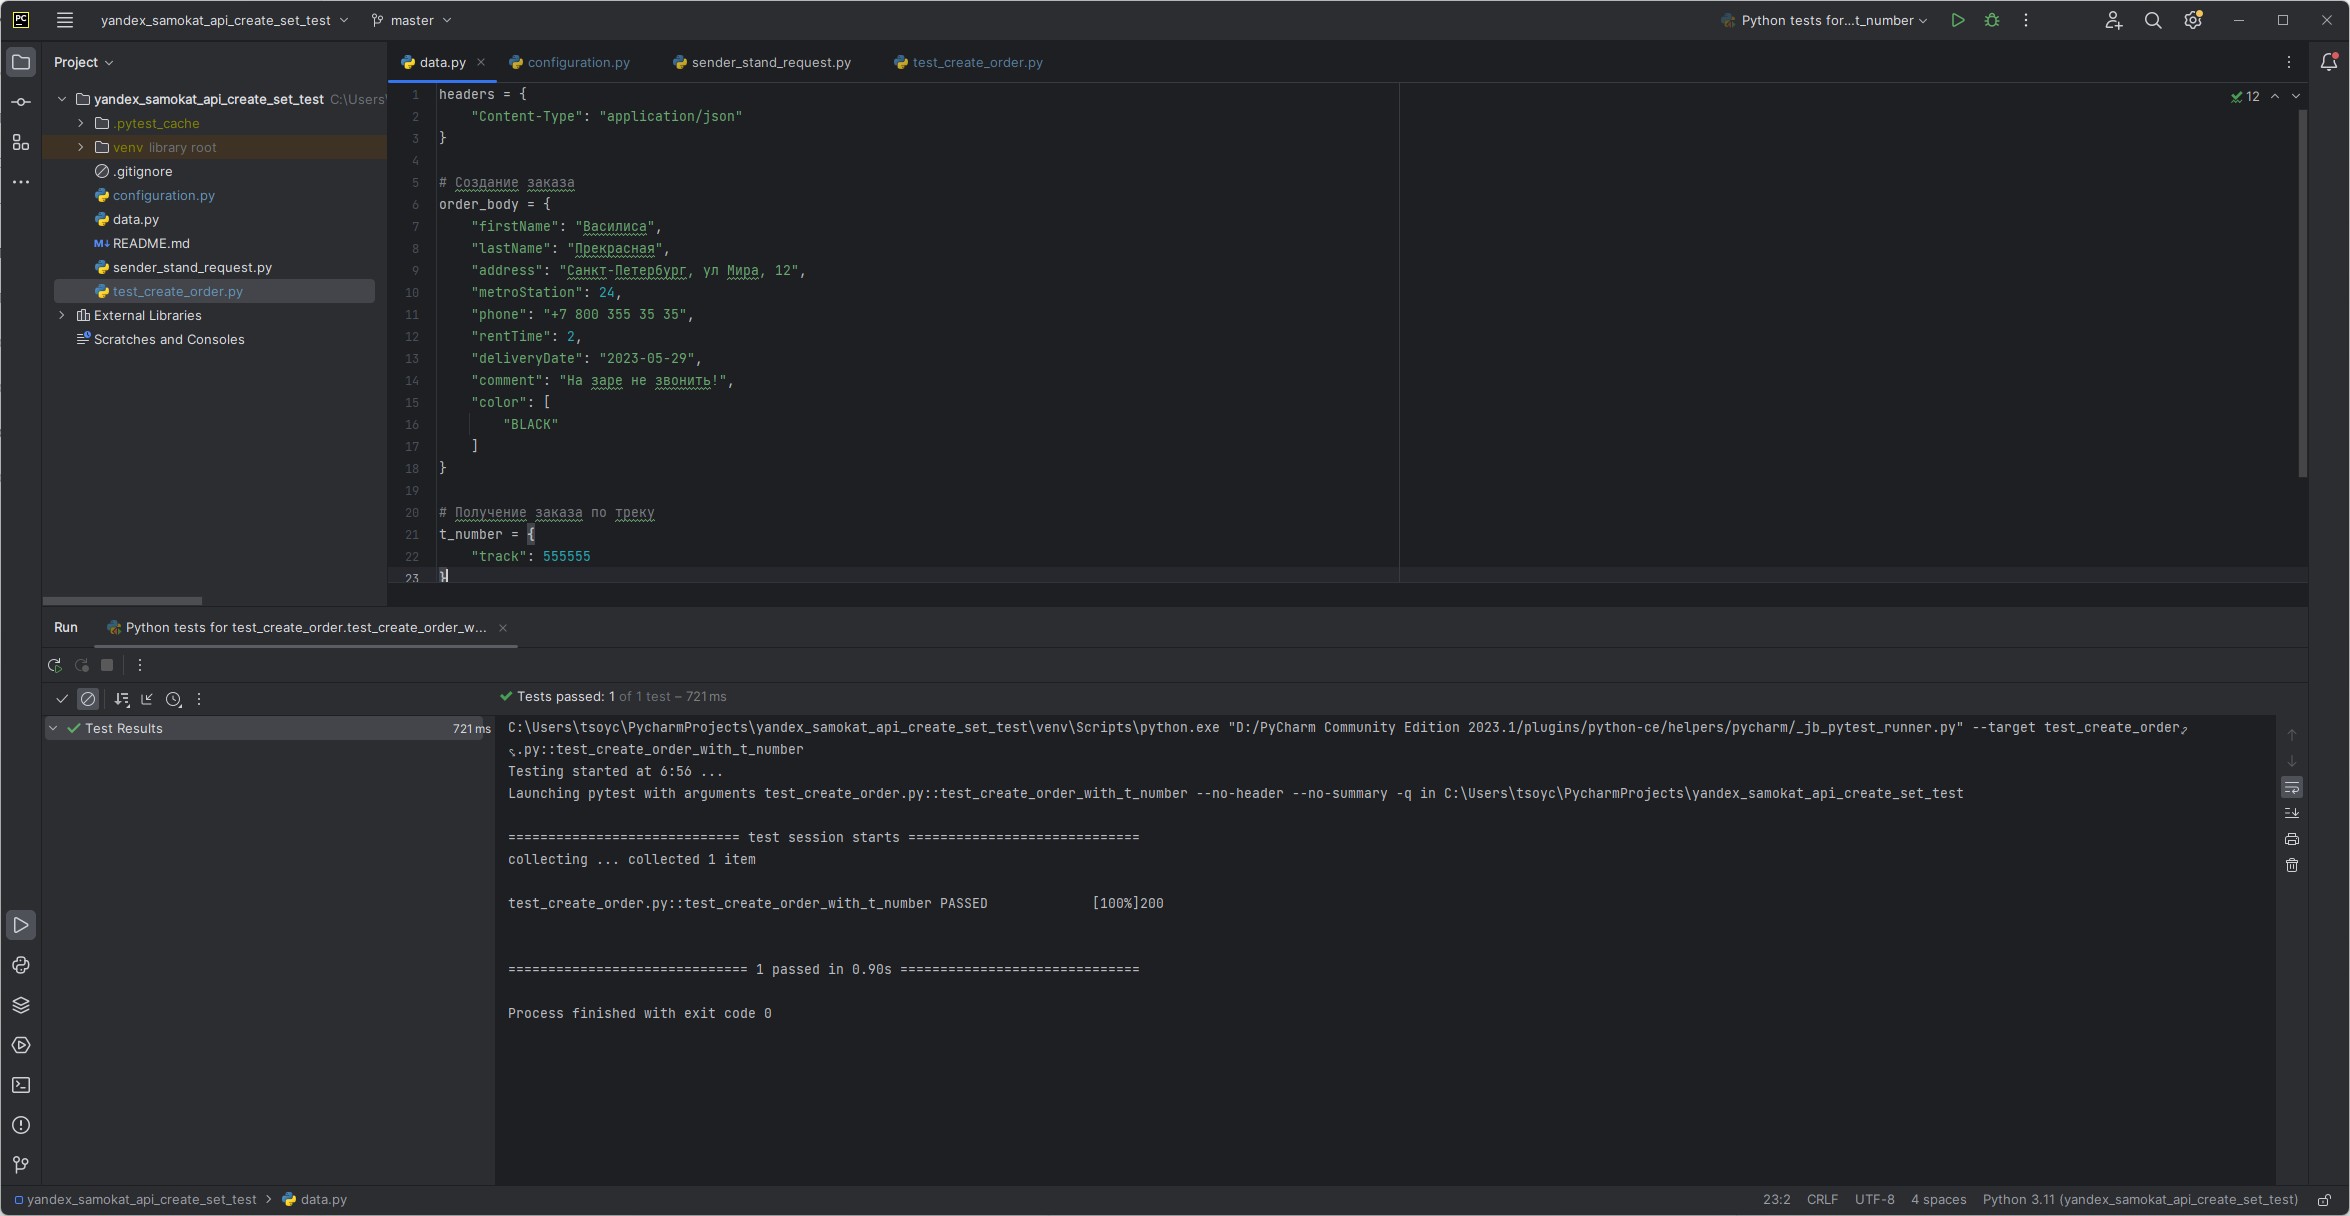 PC yandex_samokat_api_create_set_test master Python tests for...t_number
Project
data.py configuration.py sender_stand_request.py test_create_order.py
yandex_samokat_api_create_set_test C:\Users\
.pytest_cache
venv library root
.gitignore
configuration.py
data.py
M↓ README.md
sender_stand_request.py
test_create_order.py
External Libraries
Scratches and Consoles
12
1 headers = {
2 "Content-Type": "application/json"
3 }
4
5 # Создание заказа
6 order_body = {
7 "firstName": "Василиса",
8 "lastName": "Прекрасная",
9 "address": "Санкт-Петербург, ул Мира, 12",
10 "metroStation": 24,
11 "phone": "+7 800 355 35 35",
12 "rentTime": 2,
13 "deliveryDate": "2023-05-29",
14 "comment": "На заре не звонить!",
15 "color": [
16 "BLACK"
17 ]
18 }
19
20 # Получение заказа по треку
21 t_number = {
22 "track": 555555
23 }
Run Python tests for test_create_order.test_create_order_w...
Tests passed: 1 of 1 test – 721 ms
Test Results 721 ms
C:\Users\tsoyc\PycharmProjects\yandex_samokat_api_create_set_test\venv\Scripts\python.exe "D:/PyCharm Community Edition 2023.1/plugins/python-ce/helpers/pycharm/_jb_pytest_runner.py" --target test_create_order
.py::test_create_order_with_t_number
Testing started at 6:56 ...
Launching pytest with arguments test_create_order.py::test_create_order_with_t_number --no-header --no-summary -q in C:\Users\tsoyc\PycharmProjects\yandex_samokat_api_create_set_test
============================= test session starts =============================
collecting ... collected 1 item
test_create_order.py::test_create_order_with_t_number PASSED [100%]200
============================== 1 passed in 0.90s ==============================
Process finished with exit code 0
yandex_samokat_api_create_set_test > data.py
23:2 CRLF UTF-8 4 spaces Python 3.11 (yandex_samokat_api_create_set_test)